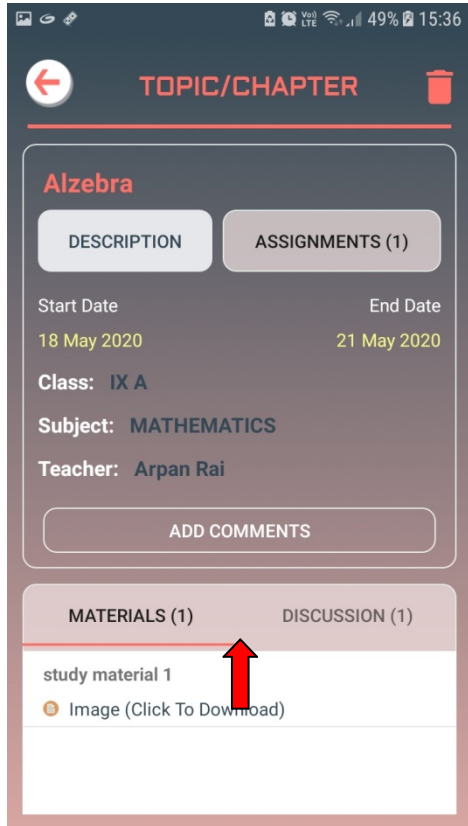 Vo)) LTE 49% 15:36
TOPIC/CHAPTER
Alzebra
DESCRIPTION ASSIGNMENTS (1)
Start Date End Date
18 May 2020 21 May 2020
Class: IX A
Subject: MATHEMATICS
Teacher: Arpan Rai
ADD COMMENTS
MATERIALS (1) DISCUSSION (1)
study material 1
Image (Click To Download)